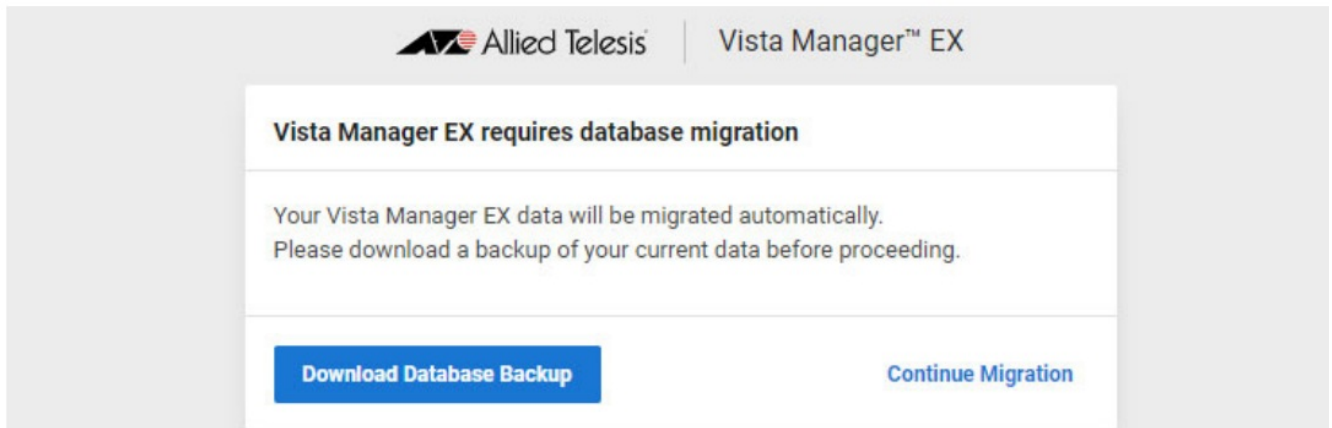 Allied Telesis Vista Manager™ EX
Vista Manager EX requires database migration
Your Vista Manager EX data will be migrated automatically.
Please download a backup of your current data before proceeding.
Download Database Backup Continue Migration